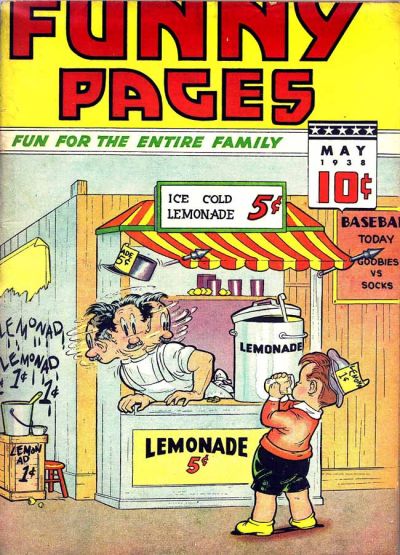 FUNNY
PAGES
FUN FOR THE ENTIRE FAMILY
MAY
1938
10¢
ICE COLD
LEMONADE 5¢
BASEBAL
TODAY
GOOBIES
VS
SOCKS
LEMONAD
1¢
LEMONAD
1¢
1¢
LEMONADE
LEMON
AD
1¢
LEMONADE
5¢